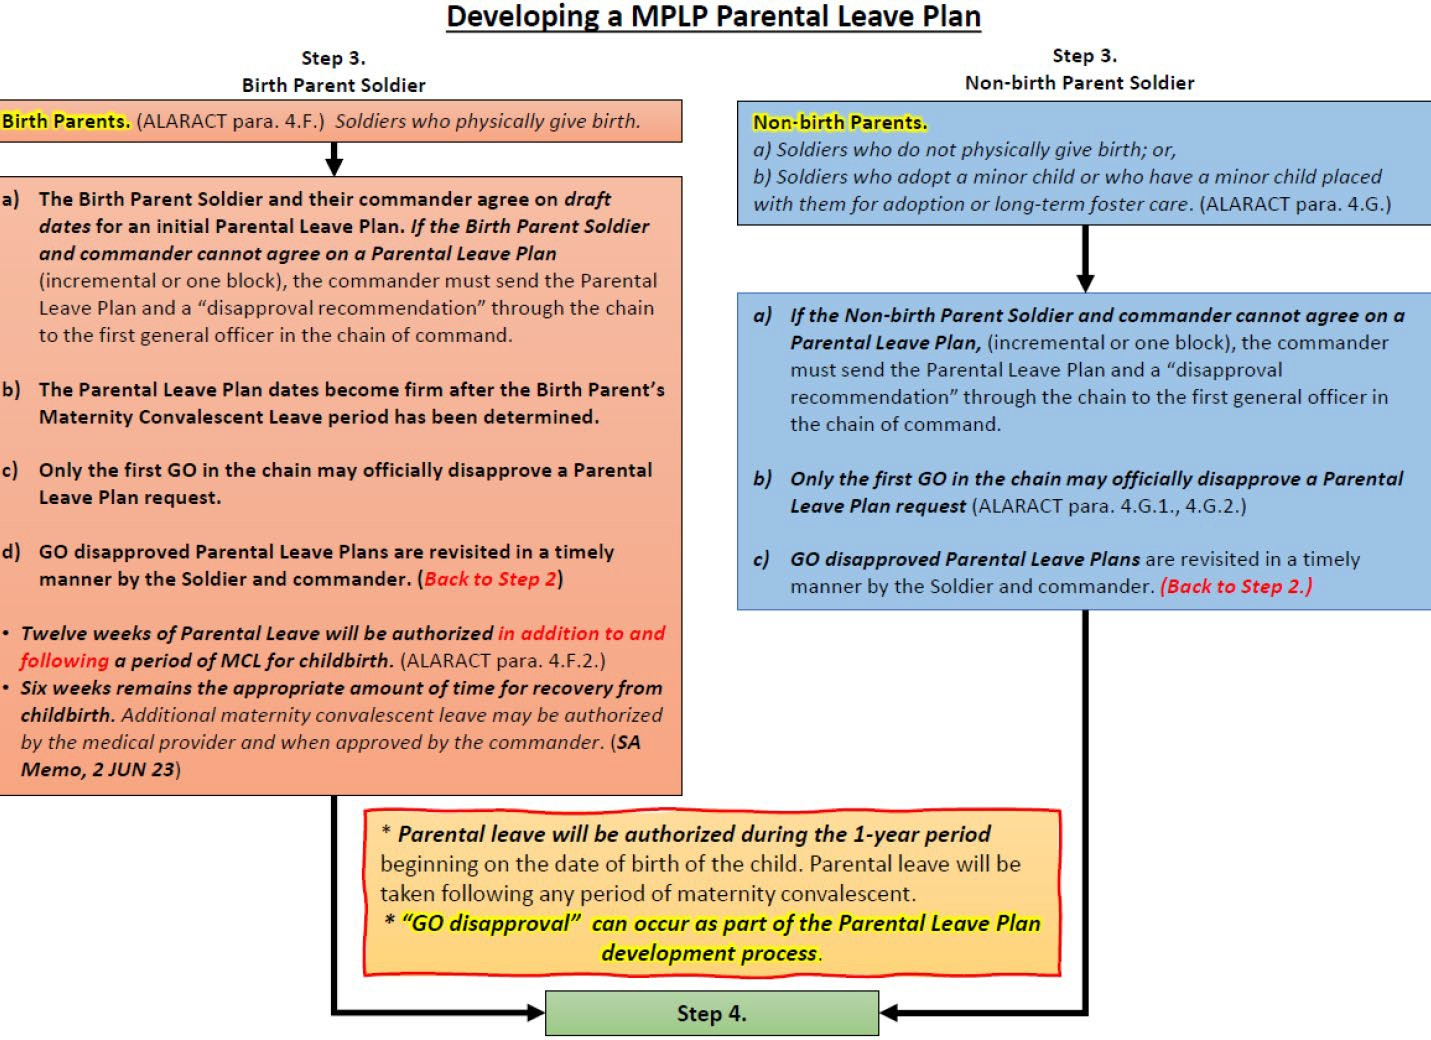 Developing a MPLP Parental Leave Plan
Step 3.
Birth Parent Soldier
Birth Parents. (ALARACT para. 4.F.) Soldiers who physically give birth.
a) The Birth Parent Soldier and their commander agree on draft
dates for an initial Parental Leave Plan. If the Birth Parent Soldier
and commander cannot agree on a Parental Leave Plan
(incremental or one block), the commander must send the Parental
Leave Plan and a “disapproval recommendation” through the chain
to the first general officer in the chain of command.
b) The Parental Leave Plan dates become firm after the Birth Parent’s
Maternity Convalescent Leave period has been determined.
c) Only the first GO in the chain may officially disapprove a Parental
Leave Plan request.
d) GO disapproved Parental Leave Plans are revisited in a timely
manner by the Soldier and commander. (Back to Step 2)
• Twelve weeks of Parental Leave will be authorized in addition to and
following a period of MCL for childbirth. (ALARACT para. 4.F.2.)
• Six weeks remains the appropriate amount of time for recovery from
childbirth. Additional maternity convalescent leave may be authorized
by the medical provider and when approved by the commander. (SA
Memo, 2 JUN 23)
Step 3.
Non-birth Parent Soldier
Non-birth Parents.
a) Soldiers who do not physically give birth; or,
b) Soldiers who adopt a minor child or who have a minor child placed
with them for adoption or long-term foster care. (ALARACT para. 4.G.)
a) If the Non-birth Parent Soldier and commander cannot agree on a
Parental Leave Plan, (incremental or one block), the commander
must send the Parental Leave Plan and a “disapproval
recommendation” through the chain to the first general officer in
the chain of command.
b) Only the first GO in the chain may officially disapprove a Parental
Leave Plan request (ALARACT para. 4.G.1., 4.G.2.)
c) GO disapproved Parental Leave Plans are revisited in a timely
manner by the Soldier and commander. (Back to Step 2.)
* Parental leave will be authorized during the 1-year period
beginning on the date of birth of the child. Parental leave will be
taken following any period of maternity convalescent.
* “GO disapproval” can occur as part of the Parental Leave Plan
development process.
Step 4.